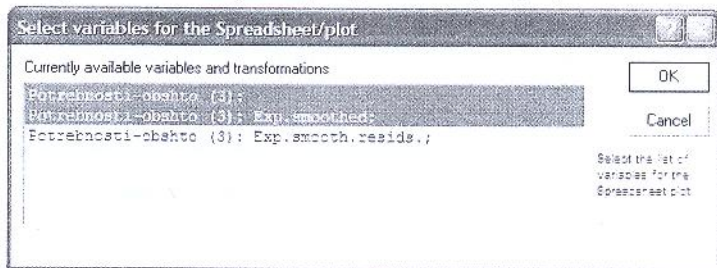 Select variables for the Spreadsheet/plot
Currently available variables and transformations
Potrebnosti-obshto (3);
Potrebnosti-obshto (3); Exp.smoothed;
Potrebnosti-obshto (3): Exp.smooth.resids.;
OK
Cancel
Select the list of
variables for the
Spreadsheet plot